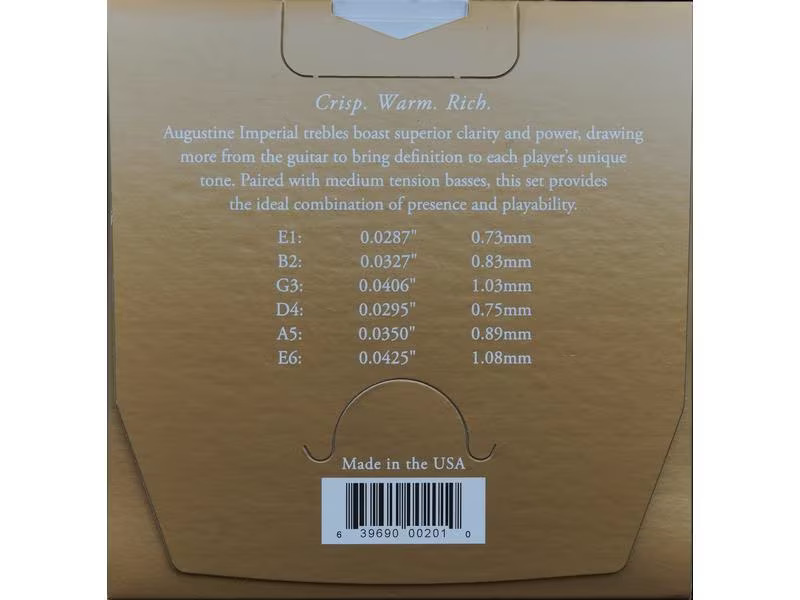 Crisp. Warm. Rich.
Augustine Imperial trebles boast superior clarity and power, drawing
more from the guitar to bring definition to each player's unique
tone. Paired with medium tension basses, this set provides
the ideal combination of presence and playability.
E1: 0.0287" 0.73mm
B2: 0.0327" 0.83mm
G3: 0.0406" 1.03mm
D4: 0.0295" 0.75mm
A5: 0.0350" 0.89mm
E6: 0.0425" 1.08mm
Made in the USA
6 39690 00201 0